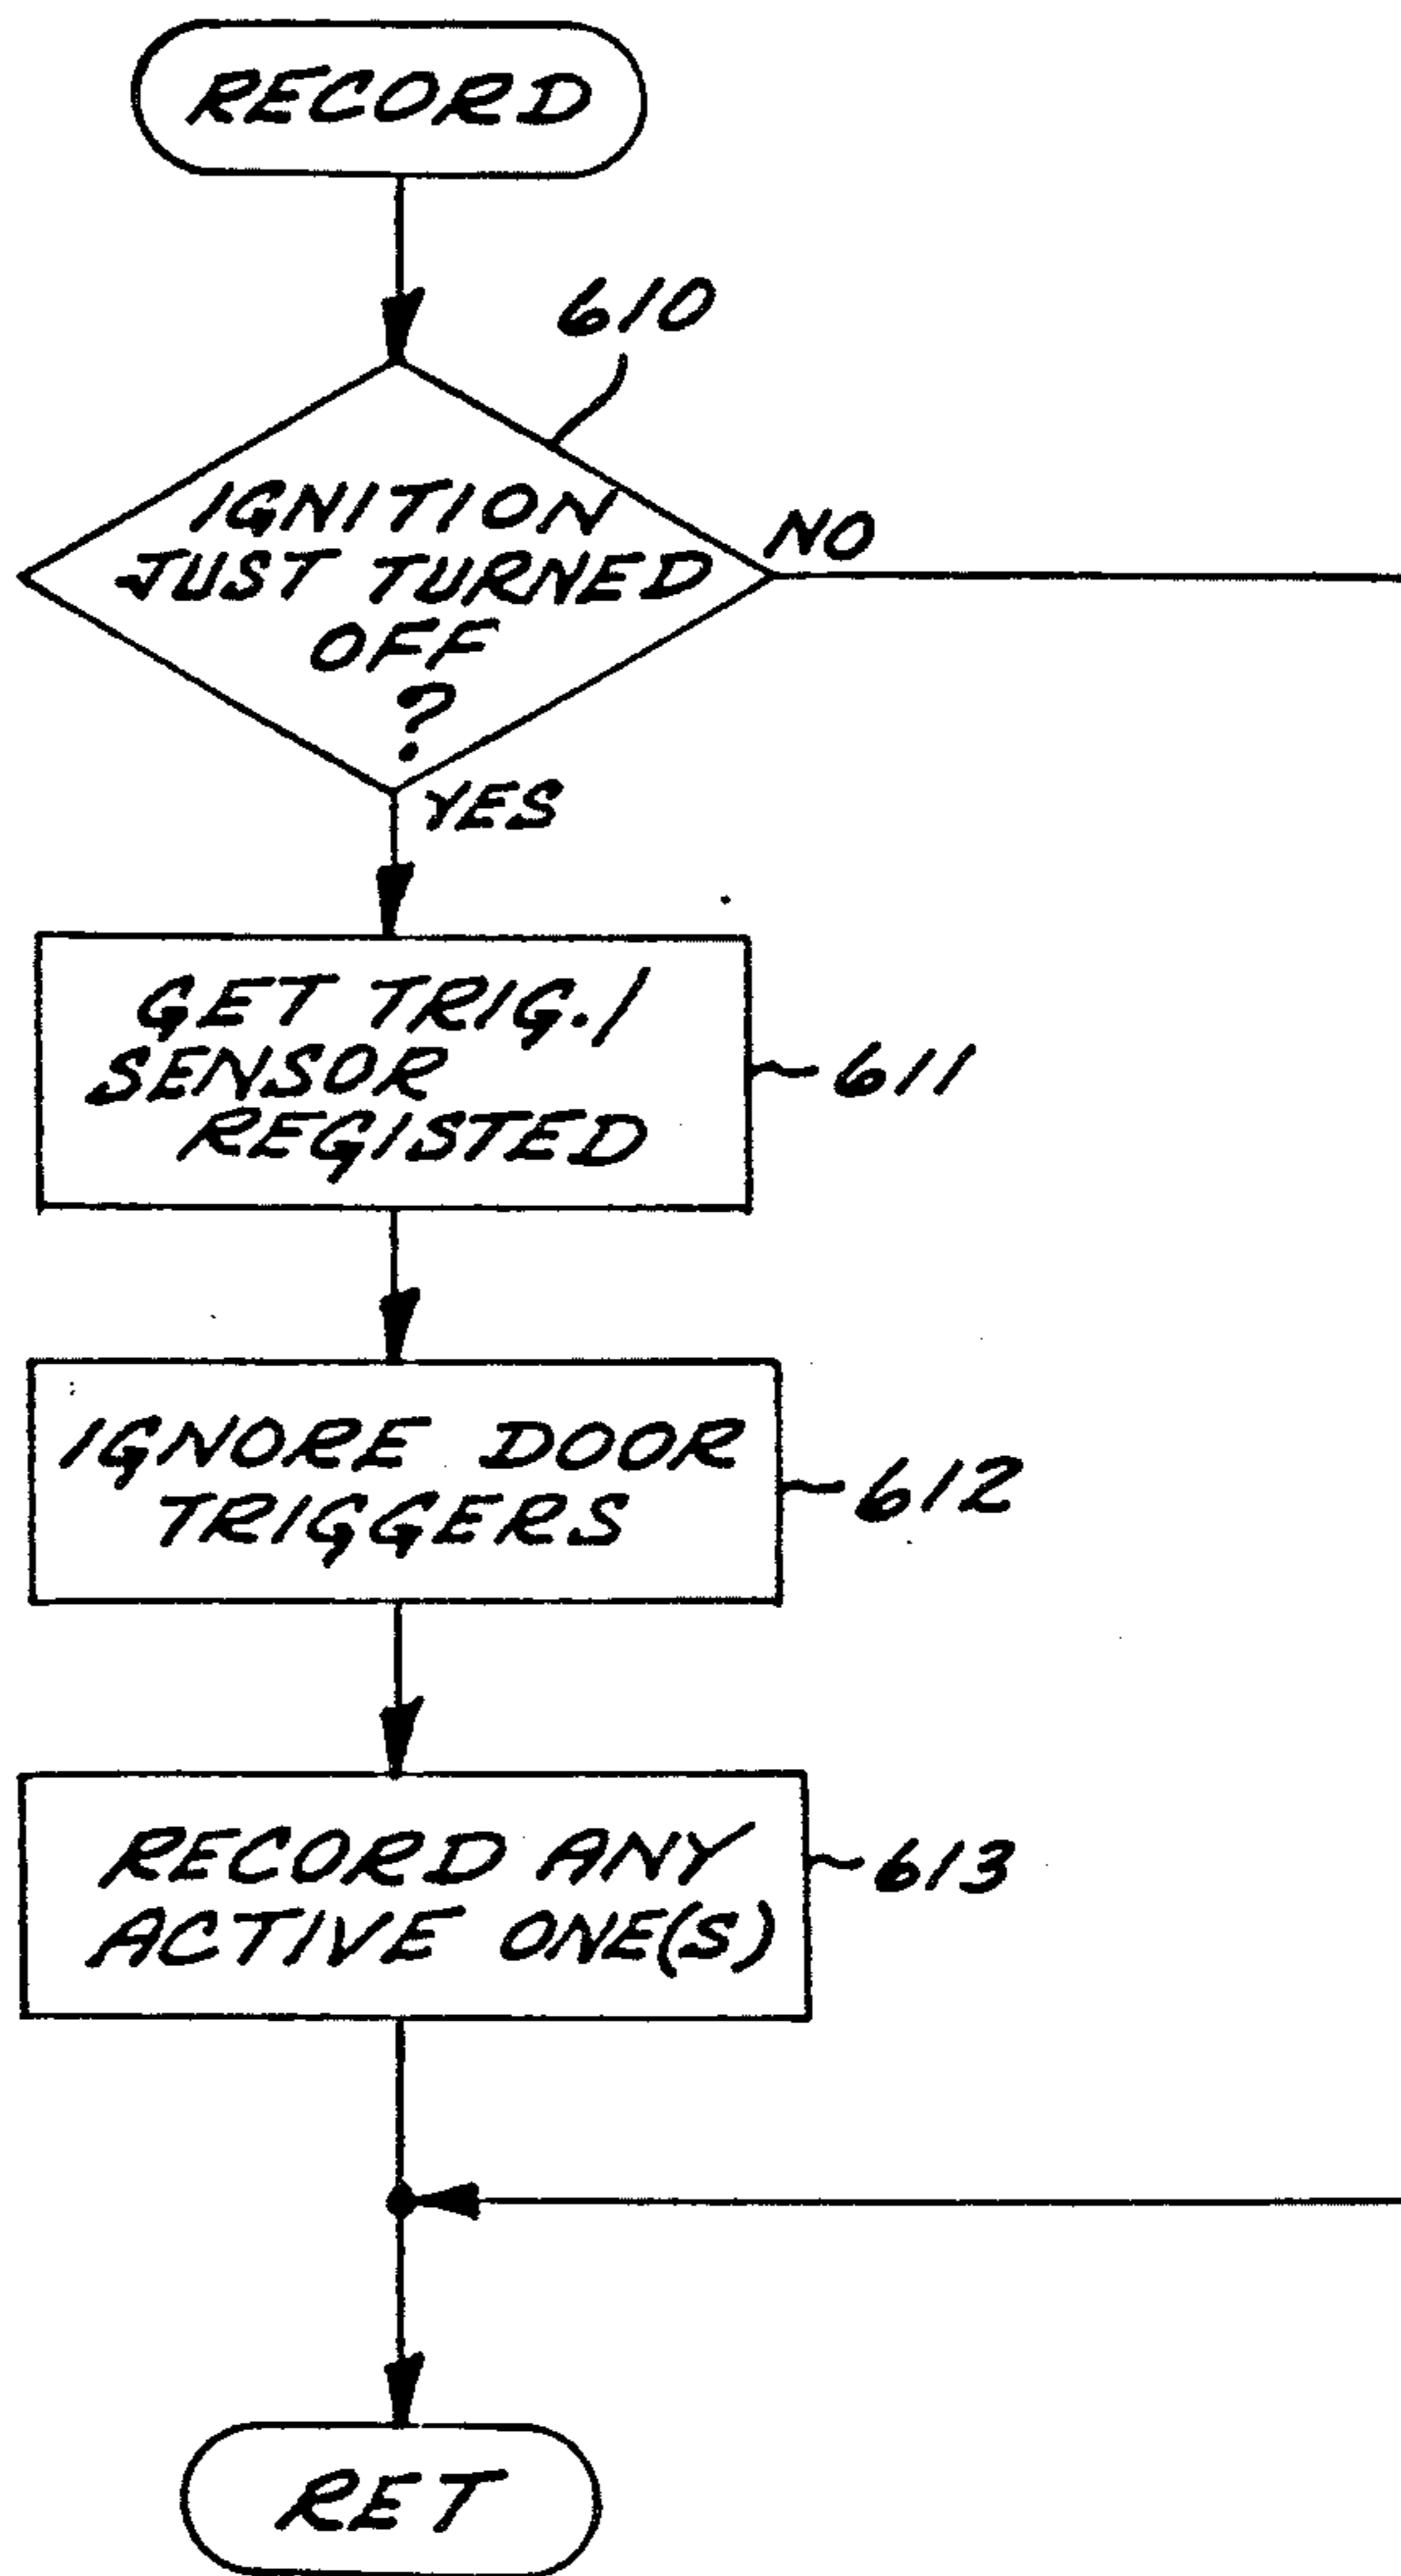 RECORD
610
IGNITION
JUST TURNED
OFF
?
NO
YES
GET TRIG./
SENSOR
REGISTED
611
IGNORE DOOR
TRIGGERS
612
RECORD ANY
ACTIVE ONE(S)
613
RET